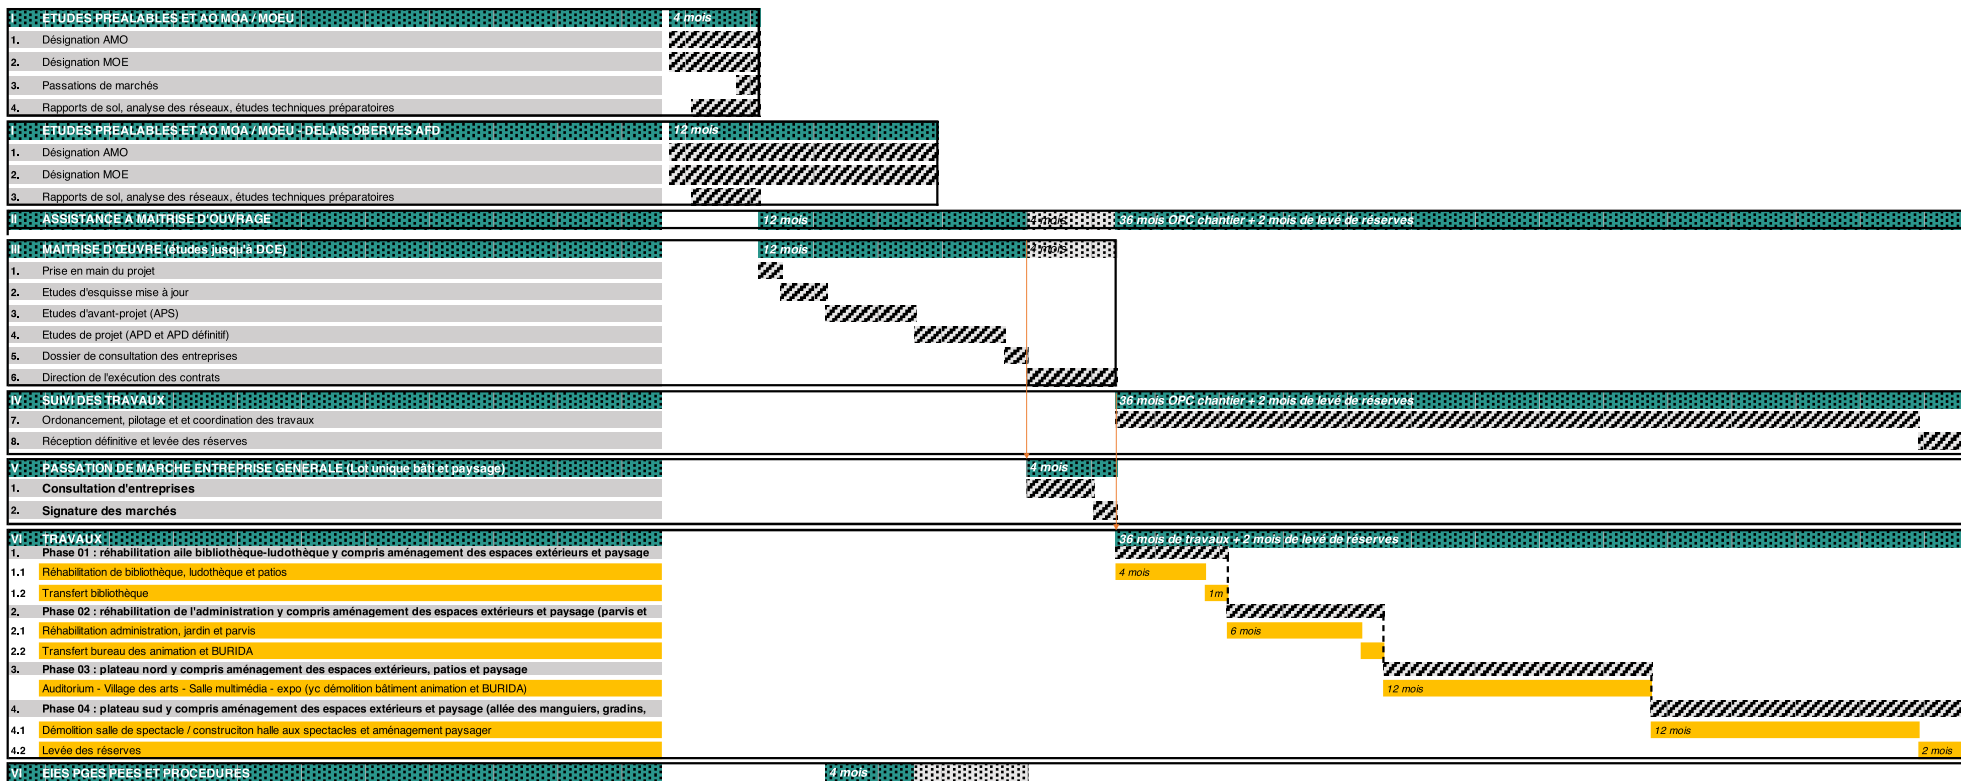 I ETUDES PREALABLES ET AO MOA / MOEU 4 mois
1. Désignation AMO
2. Désignation MOE
3. Passations de marchés
4. Rapports de sol, analyse des réseaux, études techniques préparatoires
I ETUDES PREALABLES ET AO MOA / MOEU - DELAIS OBERVES AFD 12 mois
1. Désignation AMO
2. Désignation MOE
3. Rapports de sol, analyse des réseaux, études techniques préparatoires
II ASSISTANCE A MAITRISE D'OUVRAGE 12 mois 4 mois 36 mois OPC chantier + 2 mois de levé de réserves
III MAITRISE D'ŒUVRE (études jusqu'à DCE) 12 mois 4 mois
1. Prise en main du projet
2. Etudes d'esquisse mise à jour
3. Etudes d'avant-projet (APS)
4. Etudes de projet (APD et APD définitif)
5. Dossier de consultation des entreprises
6. Direction de l'exécution des contrats
IV SUIVI DES TRAVAUX 36 mois OPC chantier + 2 mois de levé de réserves
7. Ordonancement, pilotage et et coordination des travaux
8. Réception définitive et levée des réserves
V PASSATION DE MARCHE ENTREPRISE GENERALE (Lot unique bâti et paysage) 4 mois
1. Consultation d'entreprises
2. Signature des marchés
VI TRAVAUX 36 mois de travaux + 2 mois de levé de réserves
1. Phase 01 : réhabilitation aile bibliothèque-ludothèque y compris aménagement des espaces extérieurs et paysage
1.1 Réhabilitation de bibliothèque, ludothèque et patios 4 mois
1.2 Transfert bibliothèque 1m
2. Phase 02 : réhabilitation de l'administration y compris aménagement des espaces extérieurs et paysage (parvis et
2.1 Réhabilitation administration, jardin et parvis 6 mois
2.2 Transfert bureau des animation et BURIDA
3. Phase 03 : plateau nord y compris aménagement des espaces extérieurs, patios et paysage
Auditorium - Village des arts - Salle multimédia - expo (yc démolition bâtiment animation et BURIDA) 12 mois
4. Phase 04 : plateau sud y compris aménagement des espaces extérieurs et paysage (allée des manguiers, gradins,
4.1 Démolition salle de spectacle / construciton halle aux spectacles et aménagement paysager 12 mois
4.2 Levée des réserves 2 mois
VI EIES PGES PEES ET PROCEDURES 4 mois